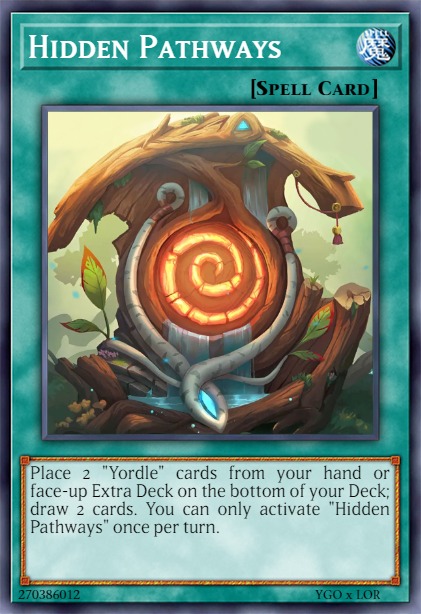 Hidden Pathways
魔
[Spell Card]
Place 2 "Yordle" cards from your hand or
face-up Extra Deck on the bottom of your Deck;
draw 2 cards. You can only activate "Hidden
Pathways" once per turn.
270386012
YGO x LOR